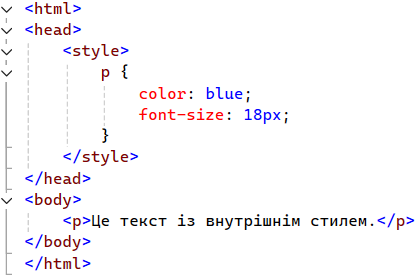 <html>
<head>
<style>
p {
color: blue;
font-size: 18px;
}
</style>
</head>
<body>
<p>Це текст із внутрішнім стилем.</p>
</body>
</html>